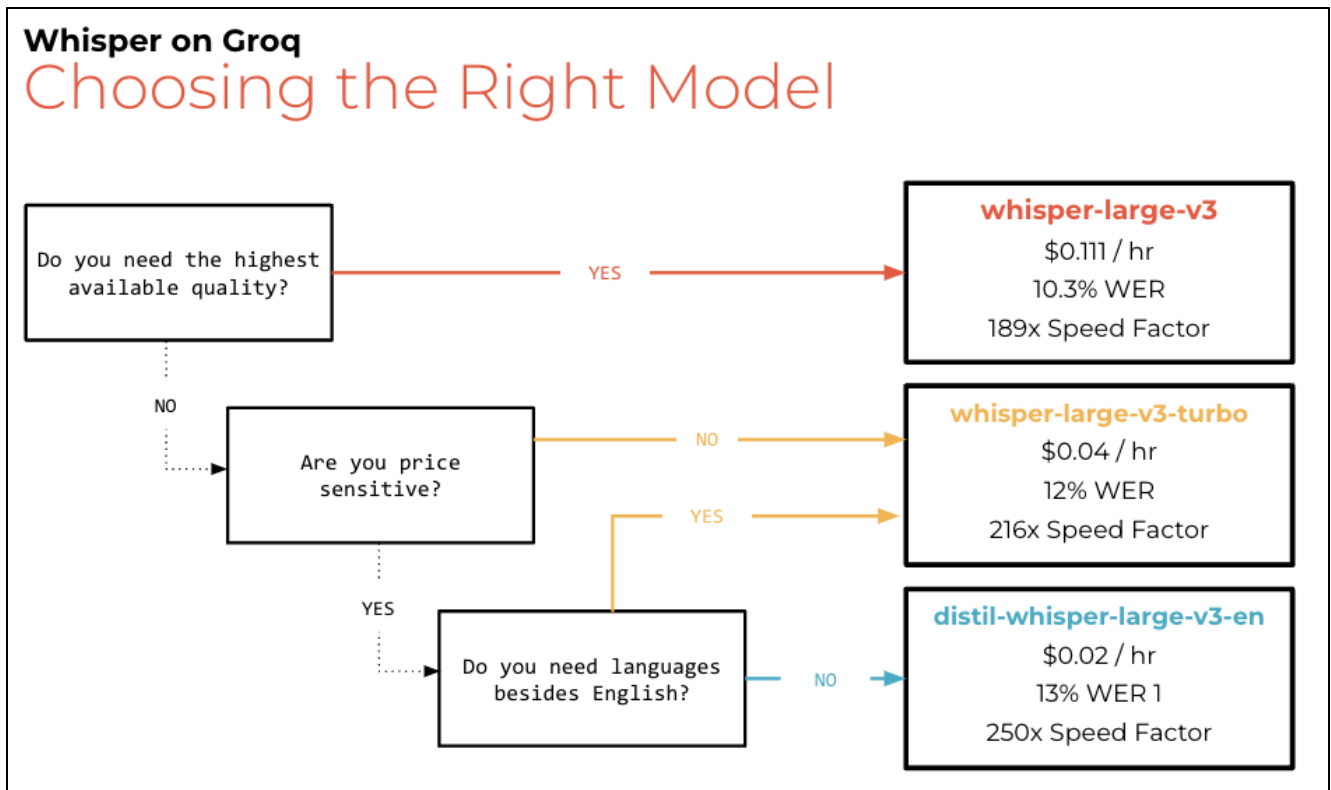 Whisper on Groq
Choosing the Right Model
Do you need the highest
available quality?
YES
whisper-large-v3
$0.111 / hr
10.3% WER
189x Speed Factor
NO
Are you price
sensitive?
NO
YES
whisper-large-v3-turbo
$0.04 / hr
12% WER
216x Speed Factor
YES
Do you need languages
besides English?
NO
distil-whisper-large-v3-en
$0.02 / hr
13% WER 1
250x Speed Factor